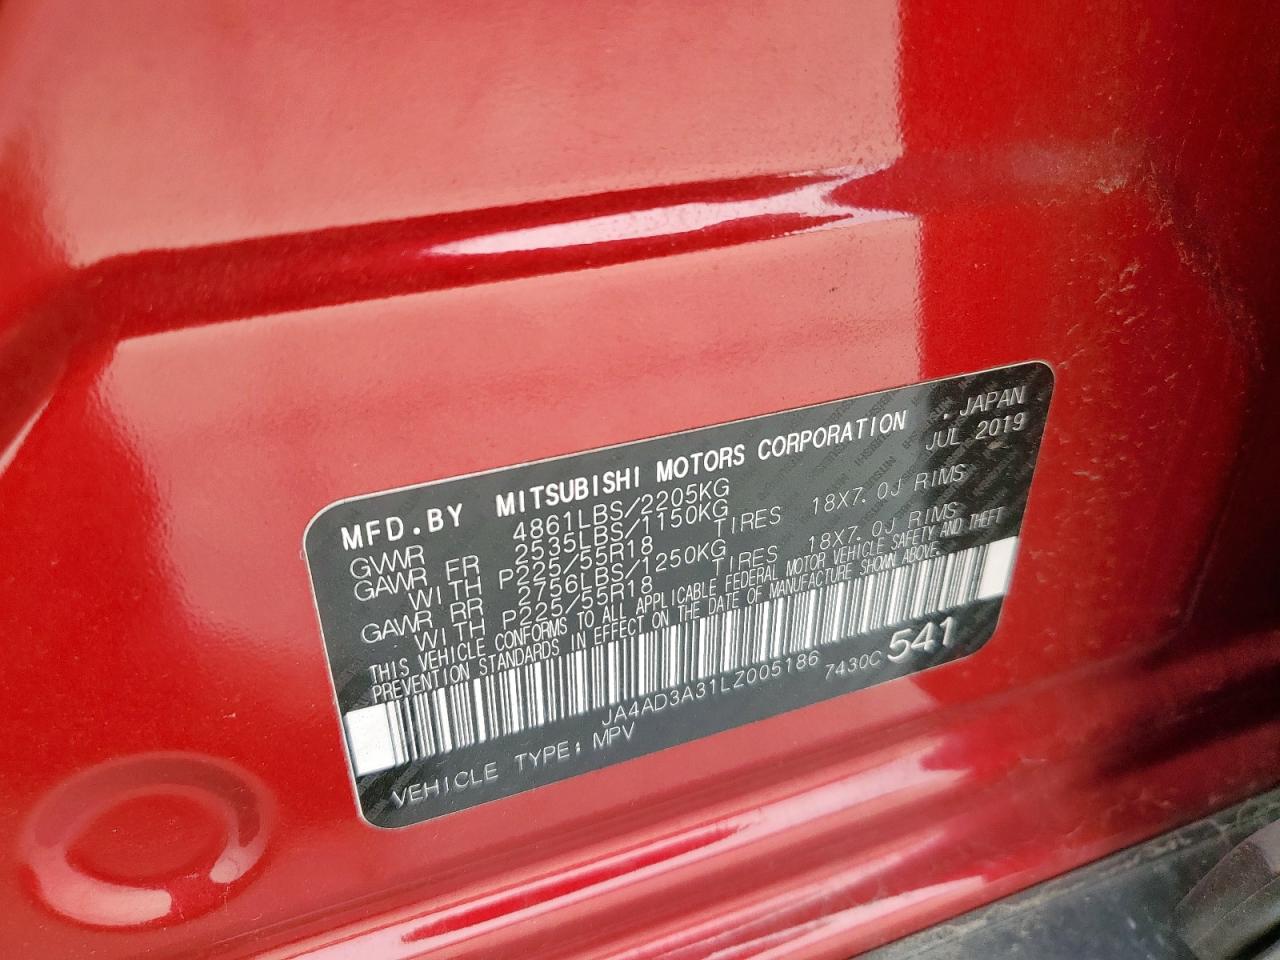 MFD.BY MITSUBISHI MOTORS CORPORATION . JAPAN
JUL 2019
GVWR 4861LBS/2205KG
GAWR FR 2535LBS/1150KG
WITH P225/55R18 TIRES 18X7.0J RIMS
GAWR RR 2756LBS/1250KG
WITH P225/55R18 TIRES 18X7.0J RIMS
THIS VEHICLE CONFORMS TO ALL APPLICABLE FEDERAL MOTOR VEHICLE SAFETY AND THEFT
PREVENTION STANDARDS IN EFFECT ON THE DATE OF MANUFACTURE SHOWN ABOVE.
JA4AD3A31LZ005186 7430C 541
VEHICLE TYPE: MPV